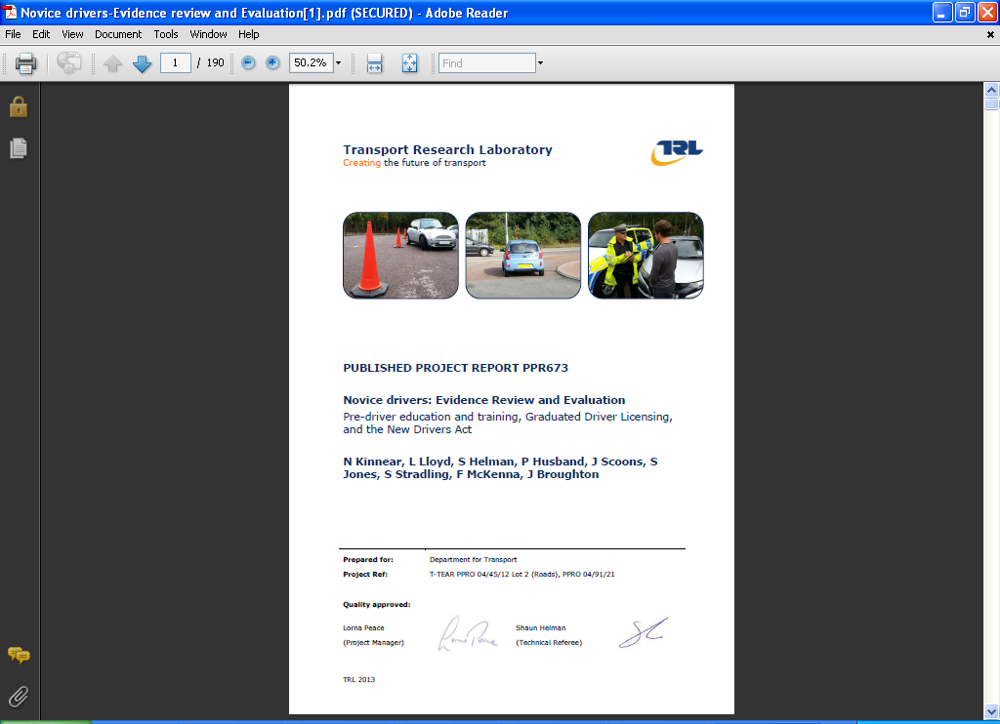 Novice drivers-Evidence review and Evaluation[1].pdf (SECURED) - Adobe Reader
File Edit View Document Tools Window Help
1 / 190 50.2% Find
Transport Research Laboratory
Creating the future of transport
TRL
PUBLISHED PROJECT REPORT PPR673
Novice drivers: Evidence Review and Evaluation
Pre-driver education and training, Graduated Driver Licensing,
and the New Drivers Act
N Kinnear, L Lloyd, S Helman, P Husband, J Scoons, S
Jones, S Stradling, F McKenna, J Broughton
Prepared for: Department for Transport
Project Ref: T-TEAR PPRO 04/45/12 Lot 2 (Roads), PPRO 04/91/21
Quality approved:
Lorna Peace Shaun Helman
(Project Manager) Lorna Peace (Technical Referee)
TRL 2013